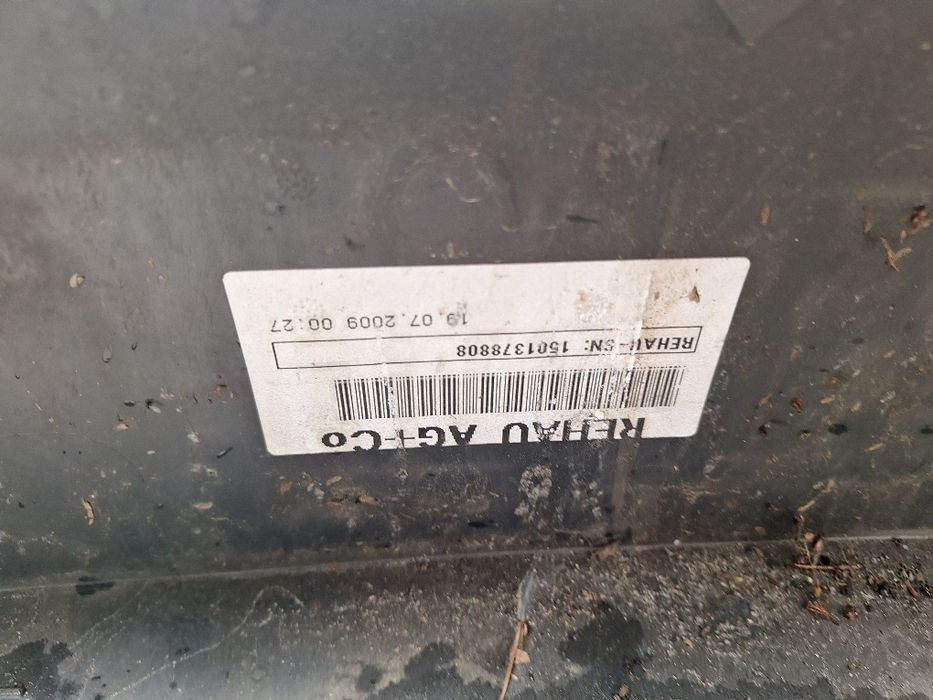 REHAU AG+Co
REHAU-SN: 1501378808
19.07.2009 00:27